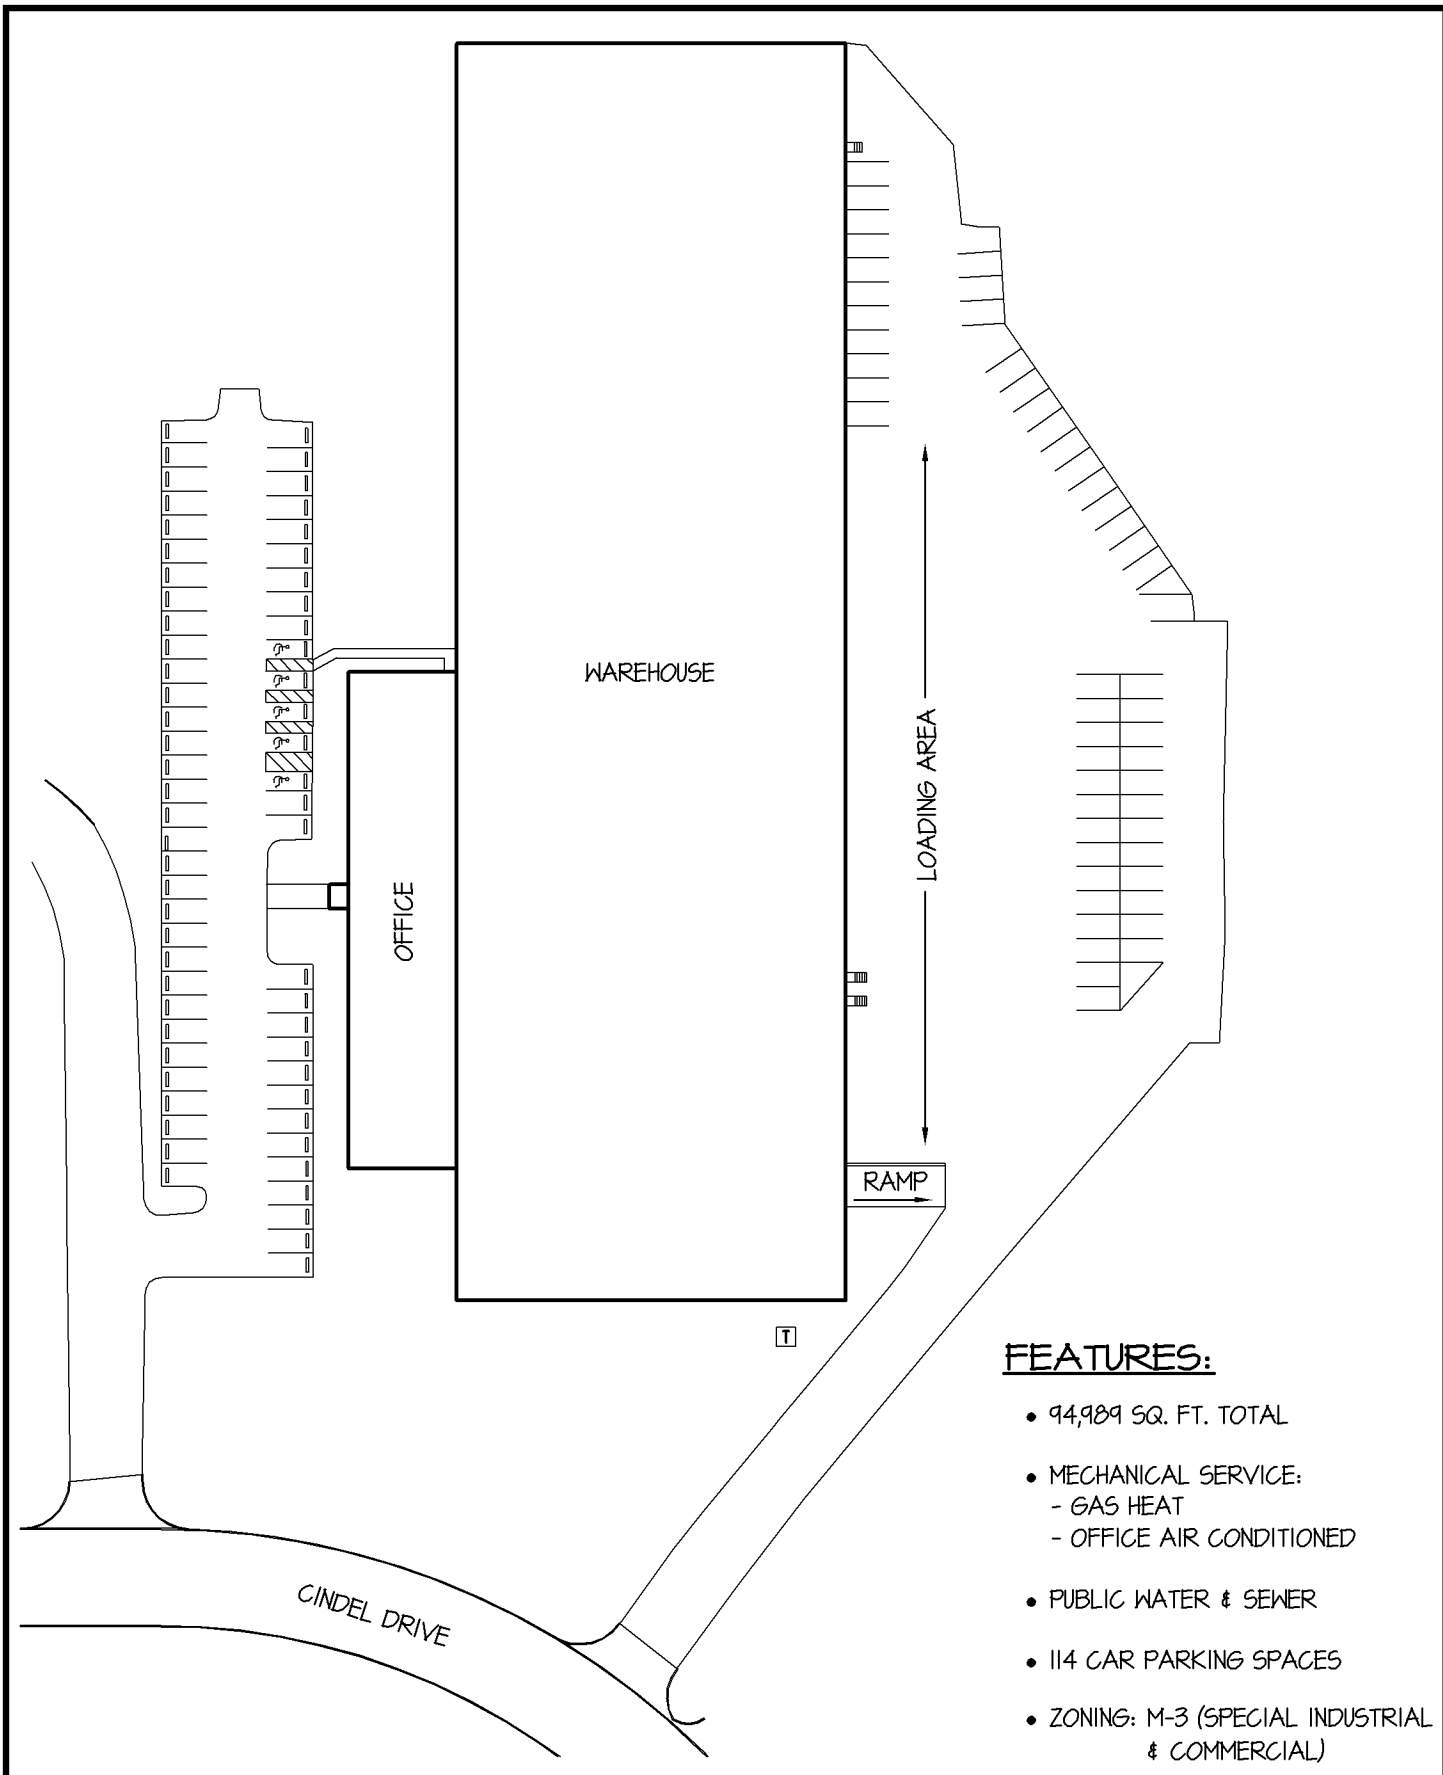 WAREHOUSE
LOADING AREA
OFFICE
RAMP
T
CINDEL DRIVE
FEATURES:
• 94,989 SQ. FT. TOTAL
• MECHANICAL SERVICE:
- GAS HEAT
- OFFICE AIR CONDITIONED
• PUBLIC WATER & SEWER
• 114 CAR PARKING SPACES
• ZONING: M-3 (SPECIAL INDUSTRIAL
& COMMERCIAL)